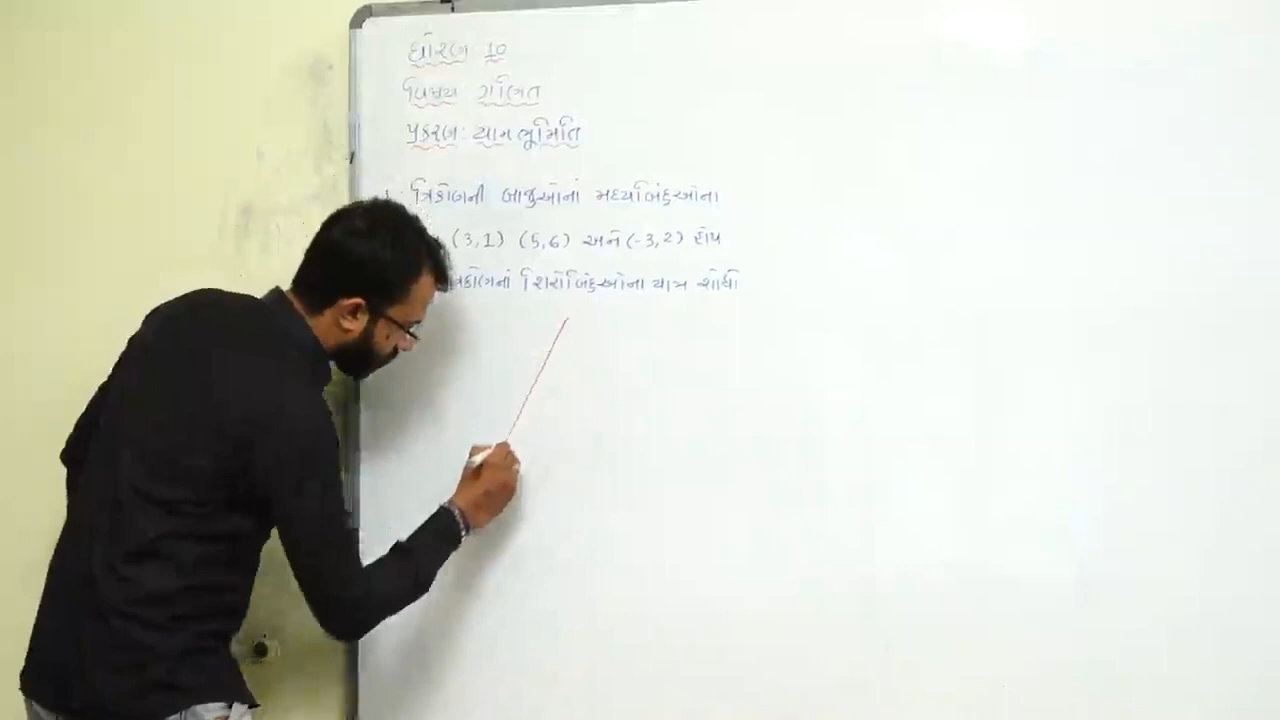 ધોરણ 10
વિષય ગણિત
પ્રકરણ : યામ ભૂમિતિ
ત્રિકોણની બાજુઓનાં મધ્યબિંદુઓના
(3,1) (5,6) અને (-3,2) હોય
ત્રિકોણનાં શિરોબિંદુઓના યામ શોધો